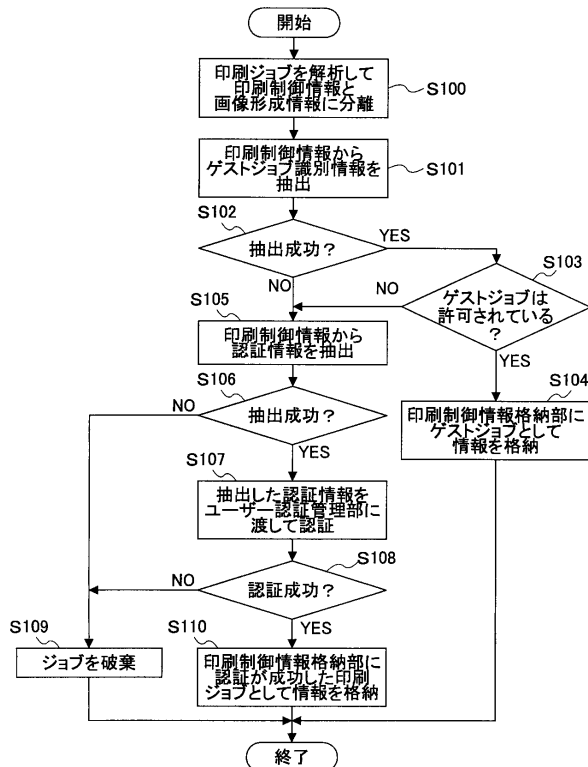 開始
印刷ジョブを解析して
印刷制御情報と
画像形成情報に分離
S100
印刷制御情報から
ゲストジョブ識別情報を
抽出
S101
S102
抽出成功？
YES
NO
S103
ゲストジョブは
許可されている
？
NO
YES
S105
印刷制御情報から
認証情報を抽出
S104
印刷制御情報格納部に
ゲストジョブとして
情報を格納
S106
抽出成功？
NO
YES
S107
抽出した認証情報を
ユーザー認証管理部に
渡して認証
S108
認証成功？
NO
YES
S109
ジョブを破棄
S110
印刷制御情報格納部に
認証が成功した印刷
ジョブとして情報を格納
終了